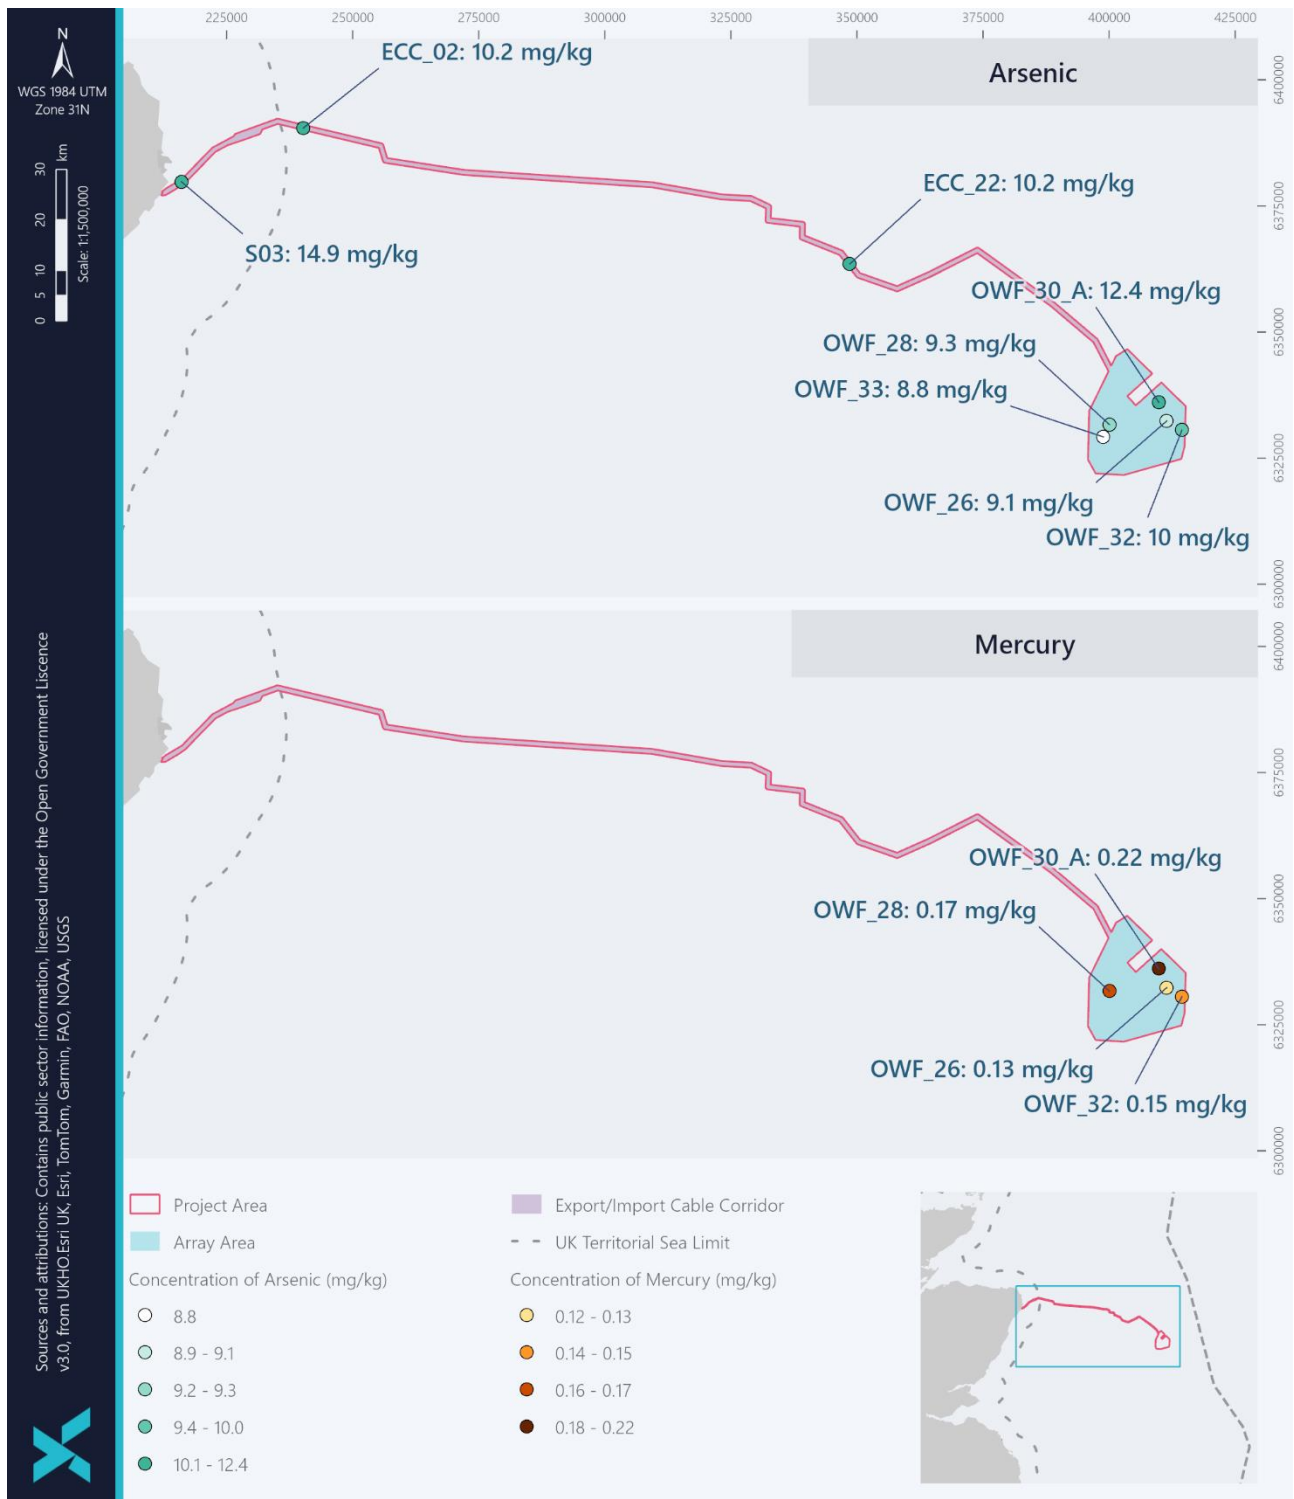 225000
250000
275000
300000
325000
350000
375000
400000
425000
N
WGS 1984 UTM
Zone 31N
km
30
20
10
5
0
Scale: 1:1,500,000
Arsenic
ECC_02: 10.2 mg/kg
ECC_22: 10.2 mg/kg
S03: 14.9 mg/kg
OWF_30_A: 12.4 mg/kg
OWF_28: 9.3 mg/kg
OWF_33: 8.8 mg/kg
OWF_26: 9.1 mg/kg
OWF_32: 10 mg/kg
6400000
6375000
6350000
6325000
6300000
Mercury
OWF_30_A: 0.22 mg/kg
OWF_28: 0.17 mg/kg
OWF_26: 0.13 mg/kg
OWF_32: 0.15 mg/kg
6400000
6375000
6350000
6325000
6300000
Sources and attributions: Contains public sector information, licensed under the Open Government Liscence
v3.0, from UKHO.Esri UK, Esri, TomTom, Garmin, FAO, NOAA, USGS
Project Area
Array Area
Export/Import Cable Corridor
UK Territorial Sea Limit
Concentration of Arsenic (mg/kg)
8.8
8.9 - 9.1
9.2 - 9.3
9.4 - 10.0
10.1 - 12.4
Concentration of Mercury (mg/kg)
0.12 - 0.13
0.14 - 0.15
0.16 - 0.17
0.18 - 0.22